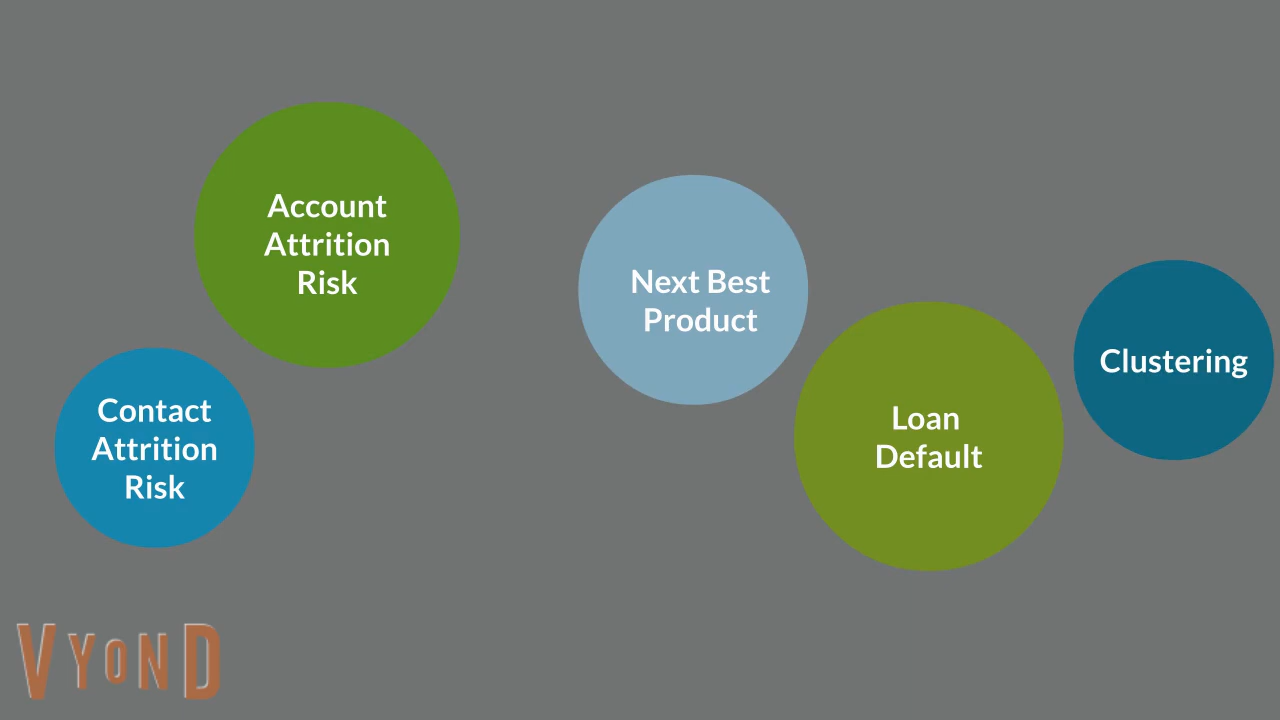 Account
Attrition
Risk
Next Best
Product
Clustering
Contact
Attrition
Risk
Loan
Default
VYOND